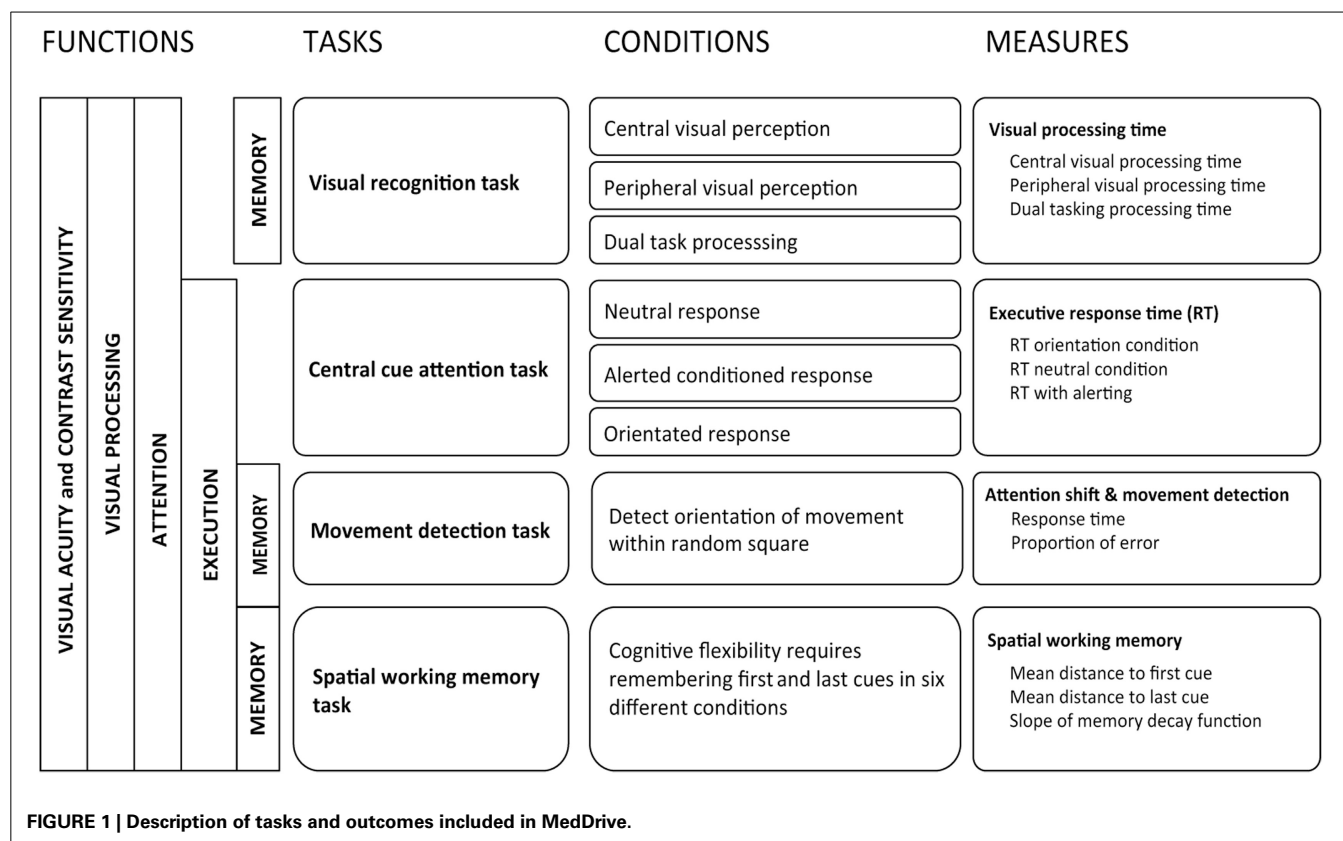 FUNCTIONS
TASKS
CONDITIONS
MEASURES
VISUAL ACUITY and CONTRAST SENSITIVITY
VISUAL PROCESSING
ATTENTION
EXECUTION
MEMORY
Visual recognition task
Central visual perception
Peripheral visual perception
Dual task processsing
Visual processing time
Central visual processing time
Peripheral visual processing time
Dual tasking processing time
Central cue attention task
Neutral response
Alerted conditioned response
Orientated response
Executive response time (RT)
RT orientation condition
RT neutral condition
RT with alerting
MEMORY
Movement detection task
Detect orientation of movement
within random square
Attention shift & movement detection
Response time
Proportion of error
MEMORY
Spatial working memory
task
Cognitive flexibility requires
remembering first and last cues in six
different conditions
Spatial working memory
Mean distance to first cue
Mean distance to last cue
Slope of memory decay function
FIGURE 1 | Description of tasks and outcomes included in MedDrive.